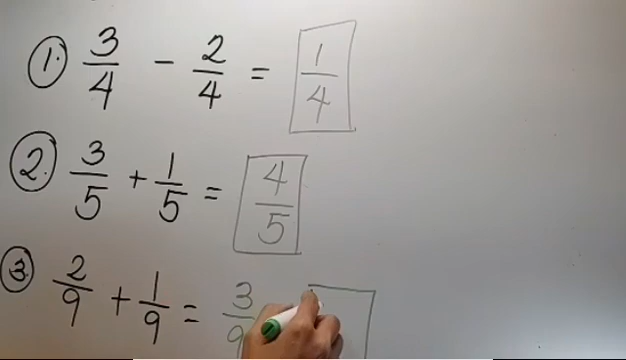 1. 3/4 - 2/4 = 1/4
2. 3/5 + 1/5 = 4/5
3. 2/9 + 1/9 = 3/9